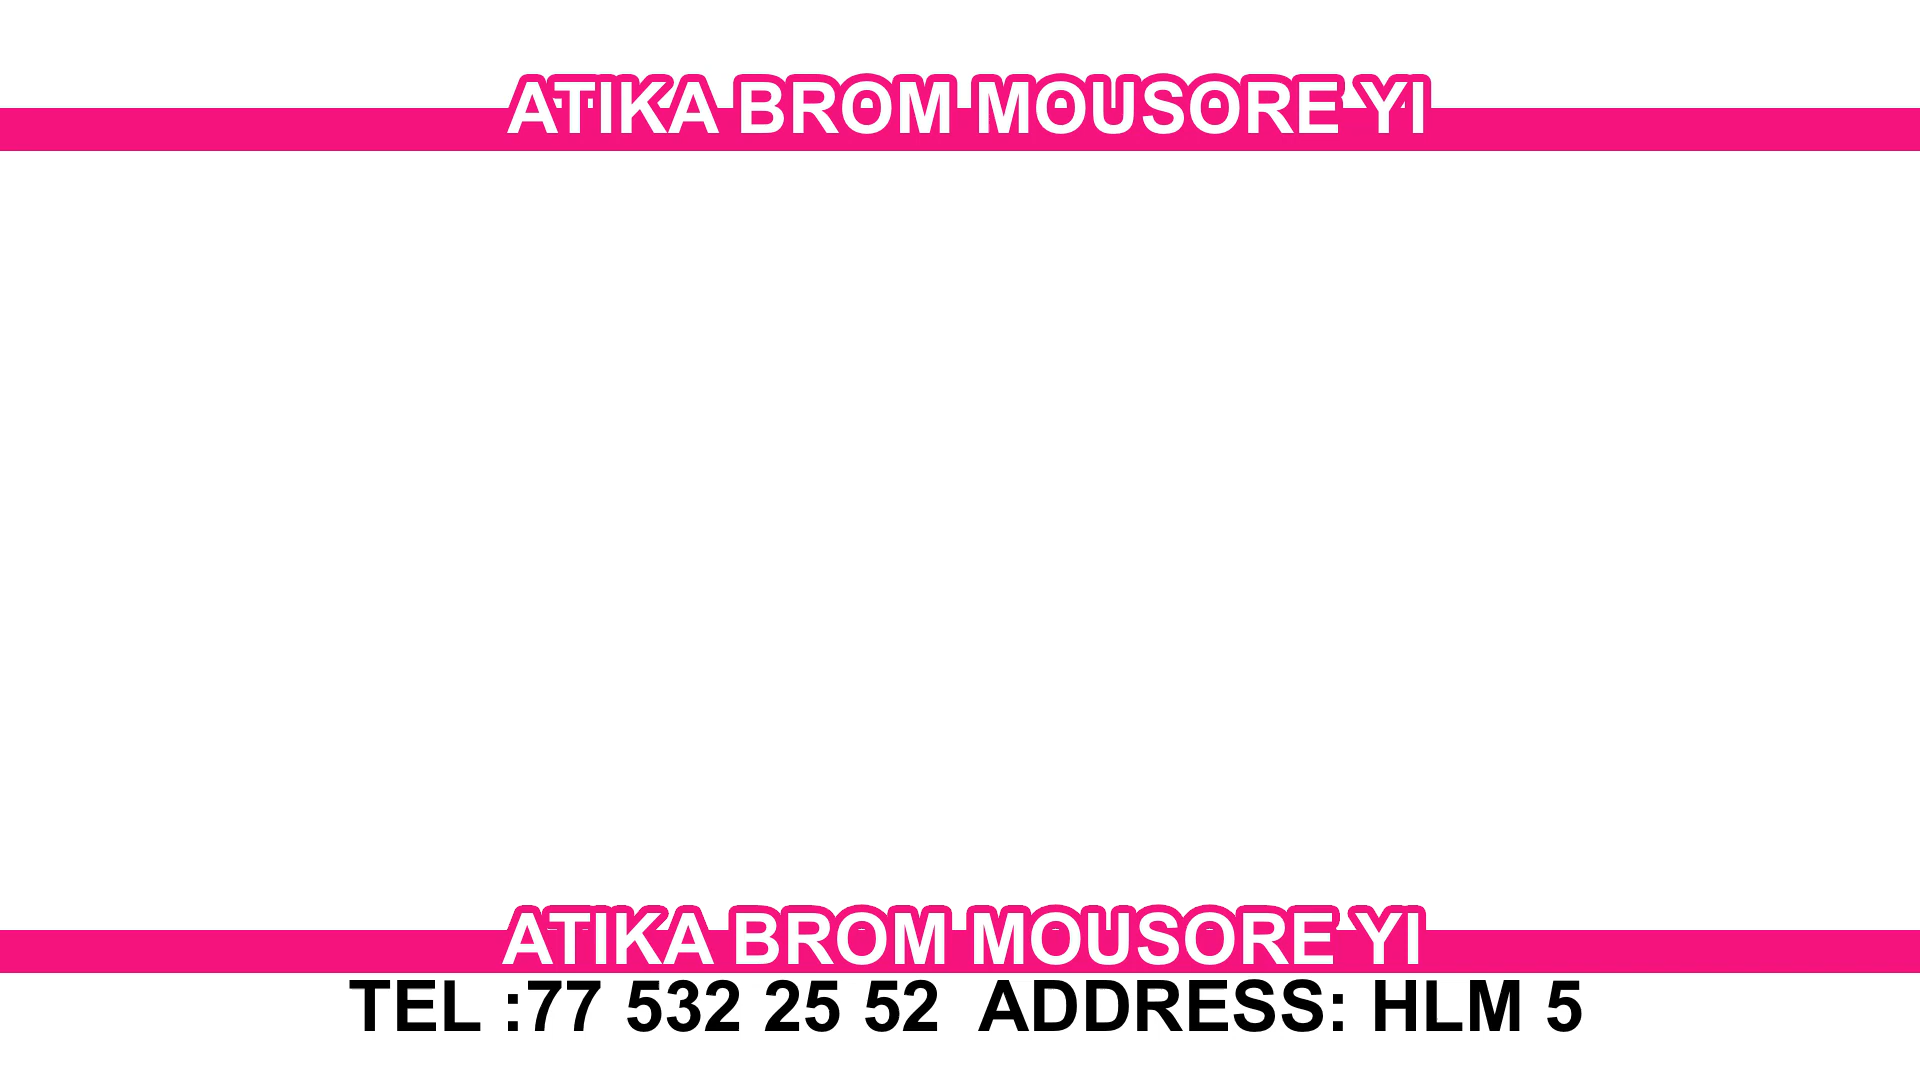 ATIKA BROM MOUSORE YI
ATIKA BROM MOUSORE YI
TEL :77 532 25 52  ADDRESS: HLM 5